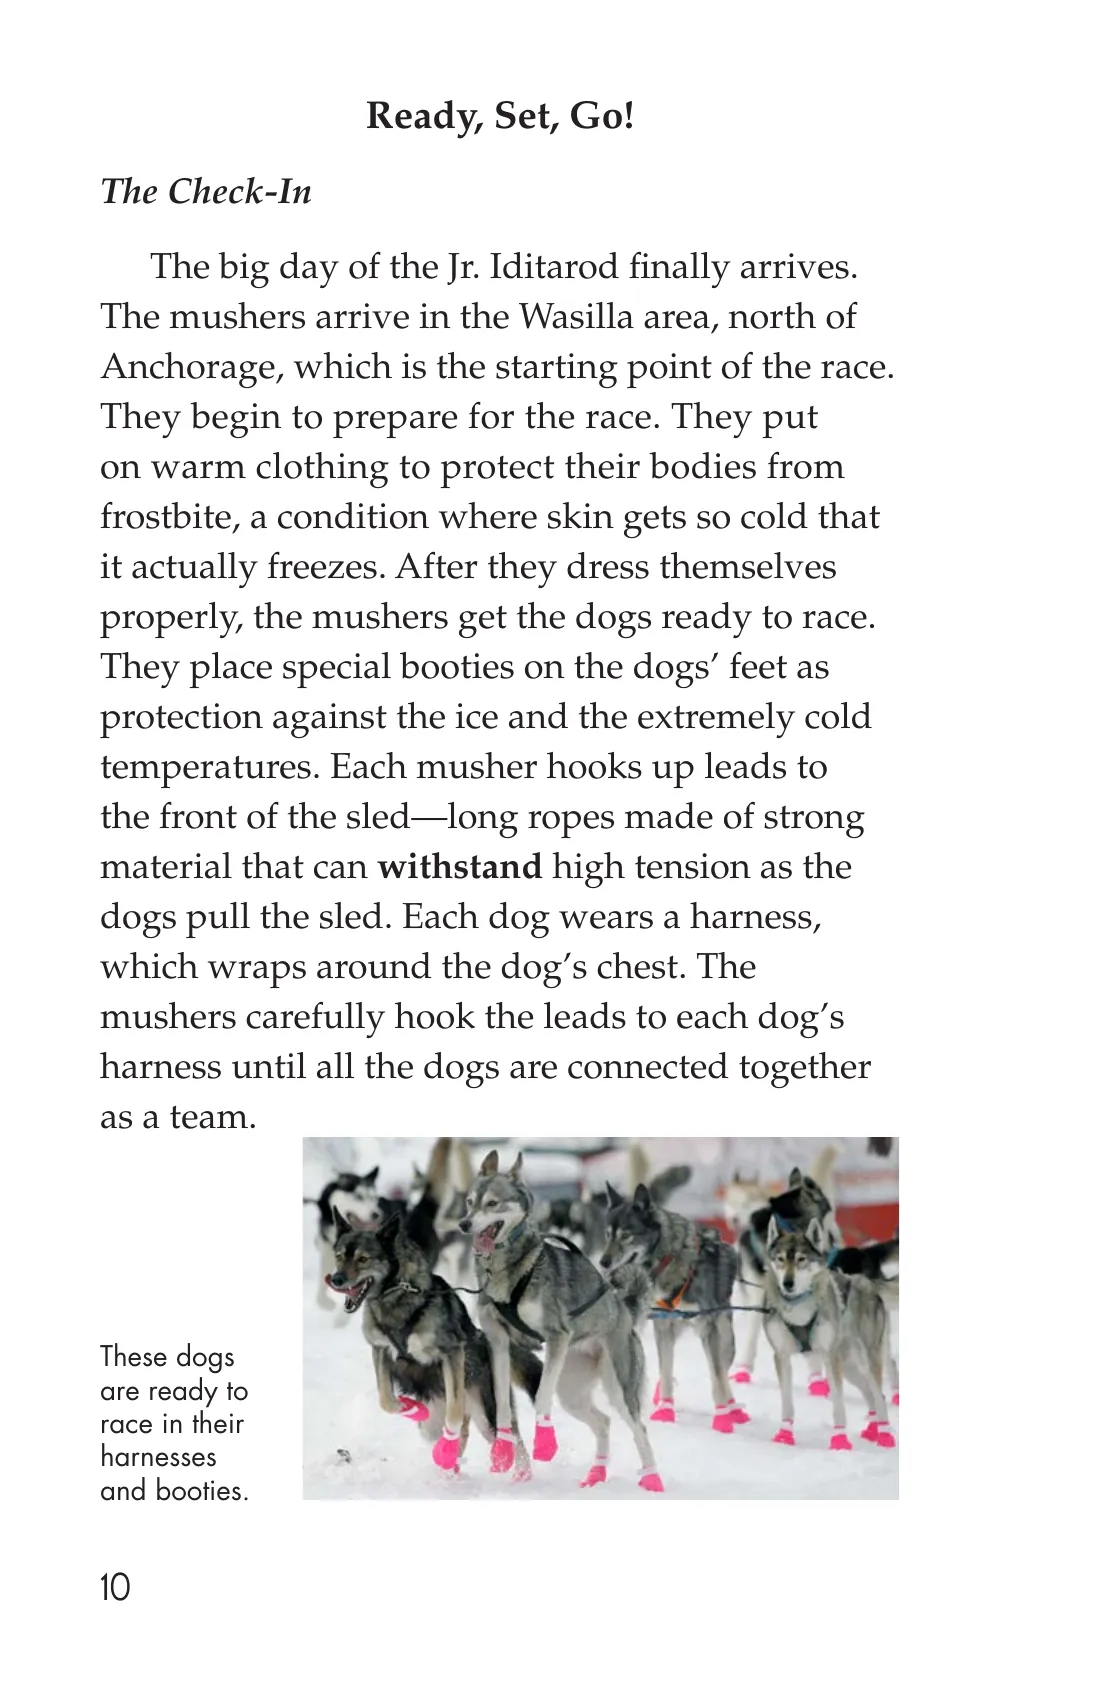 Ready, Set, Go!
The Check-In
The big day of the Jr. Iditarod finally arrives.
The mushers arrive in the Wasilla area, north of
Anchorage, which is the starting point of the race.
They begin to prepare for the race. They put
on warm clothing to protect their bodies from
frostbite, a condition where skin gets so cold that
it actually freezes. After they dress themselves
properly, the mushers get the dogs ready to race.
They place special booties on the dogs’ feet as
protection against the ice and the extremely cold
temperatures. Each musher hooks up leads to
the front of the sled—long ropes made of strong
material that can withstand high tension as the
dogs pull the sled. Each dog wears a harness,
which wraps around the dog’s chest. The
mushers carefully hook the leads to each dog’s
harness until all the dogs are connected together
as a team.
These dogs
are ready to
race in their
harnesses
and booties.
10